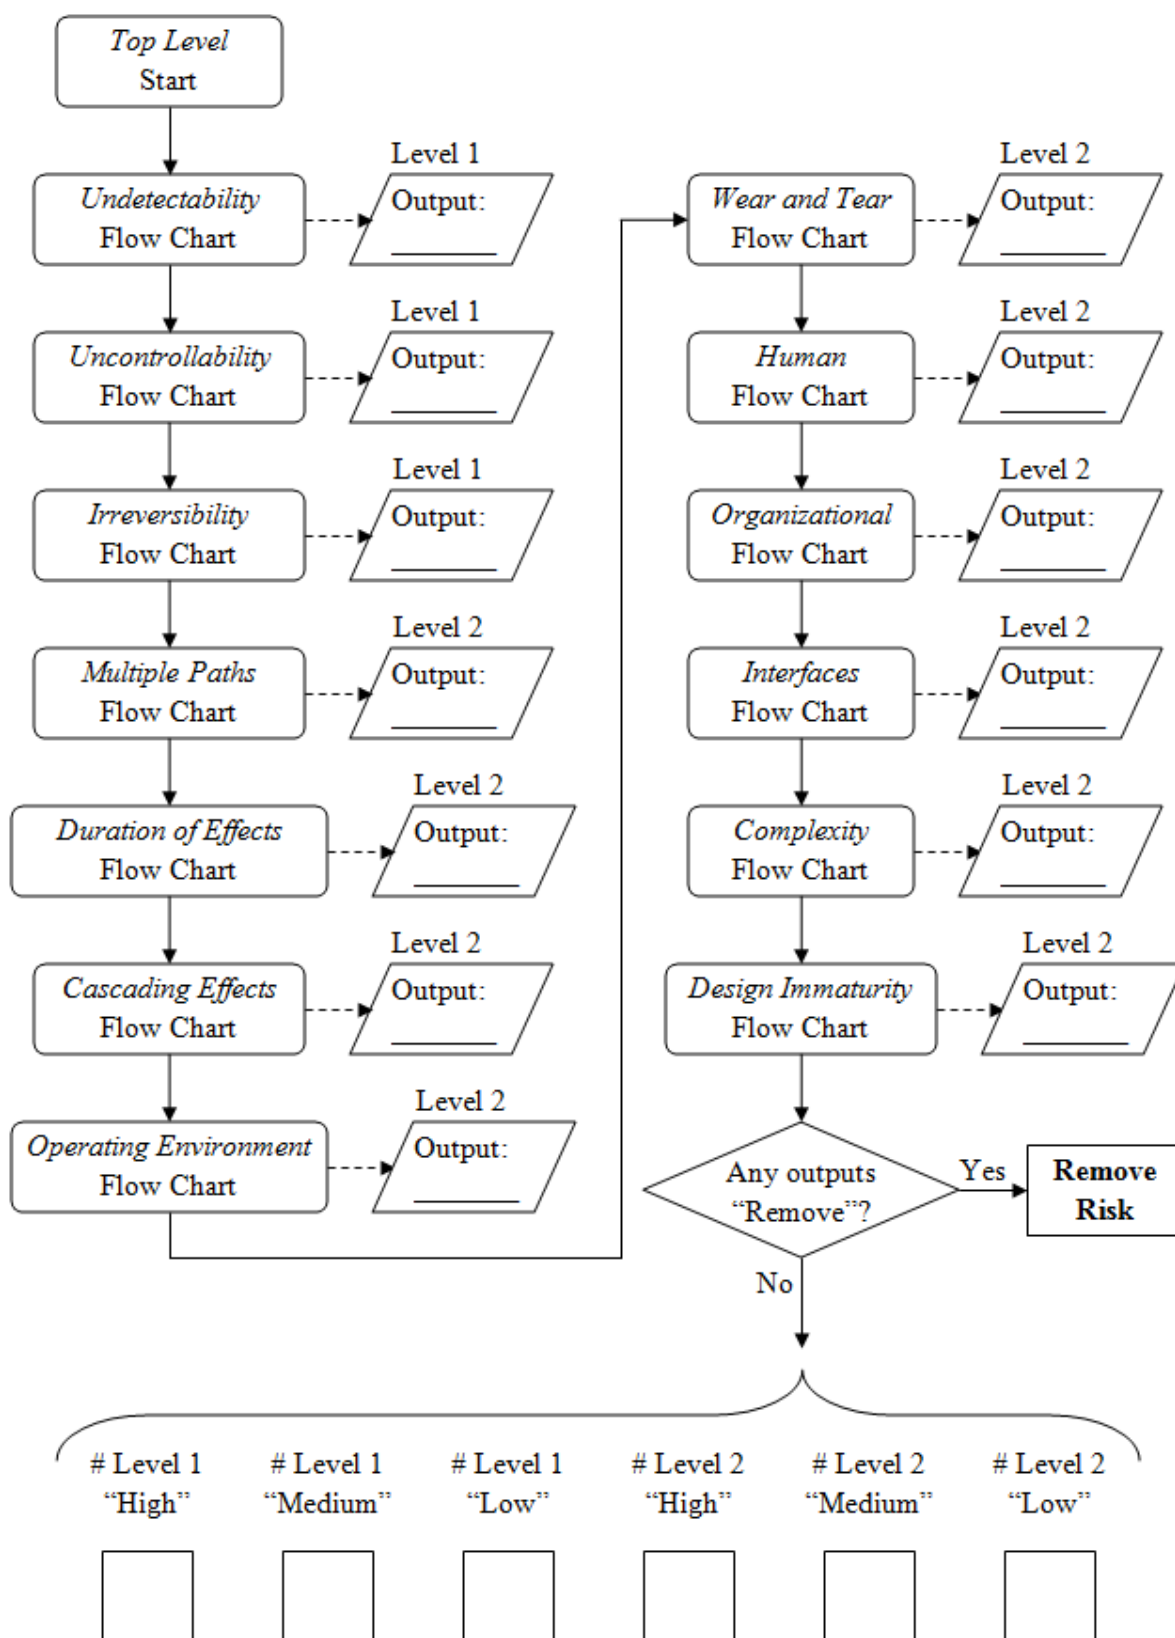 Top Level
Start
Level 1
Undetectability
Flow Chart
Output:
Level 1
Uncontrollability
Flow Chart
Output:
Level 1
Irreversibility
Flow Chart
Output:
Level 2
Multiple Paths
Flow Chart
Output:
Level 2
Duration of Effects
Flow Chart
Output:
Level 2
Cascading Effects
Flow Chart
Output:
Level 2
Operating Environment
Flow Chart
Output:
Level 2
Wear and Tear
Flow Chart
Output:
Level 2
Human
Flow Chart
Output:
Level 2
Organizational
Flow Chart
Output:
Level 2
Interfaces
Flow Chart
Output:
Level 2
Complexity
Flow Chart
Output:
Level 2
Design Immaturity
Flow Chart
Output:
Any outputs
“Remove”?
Yes
Remove
Risk
No
# Level 1
“High”
# Level 1
“Medium”
# Level 1
“Low”
# Level 2
“High”
# Level 2
“Medium”
# Level 2
“Low”